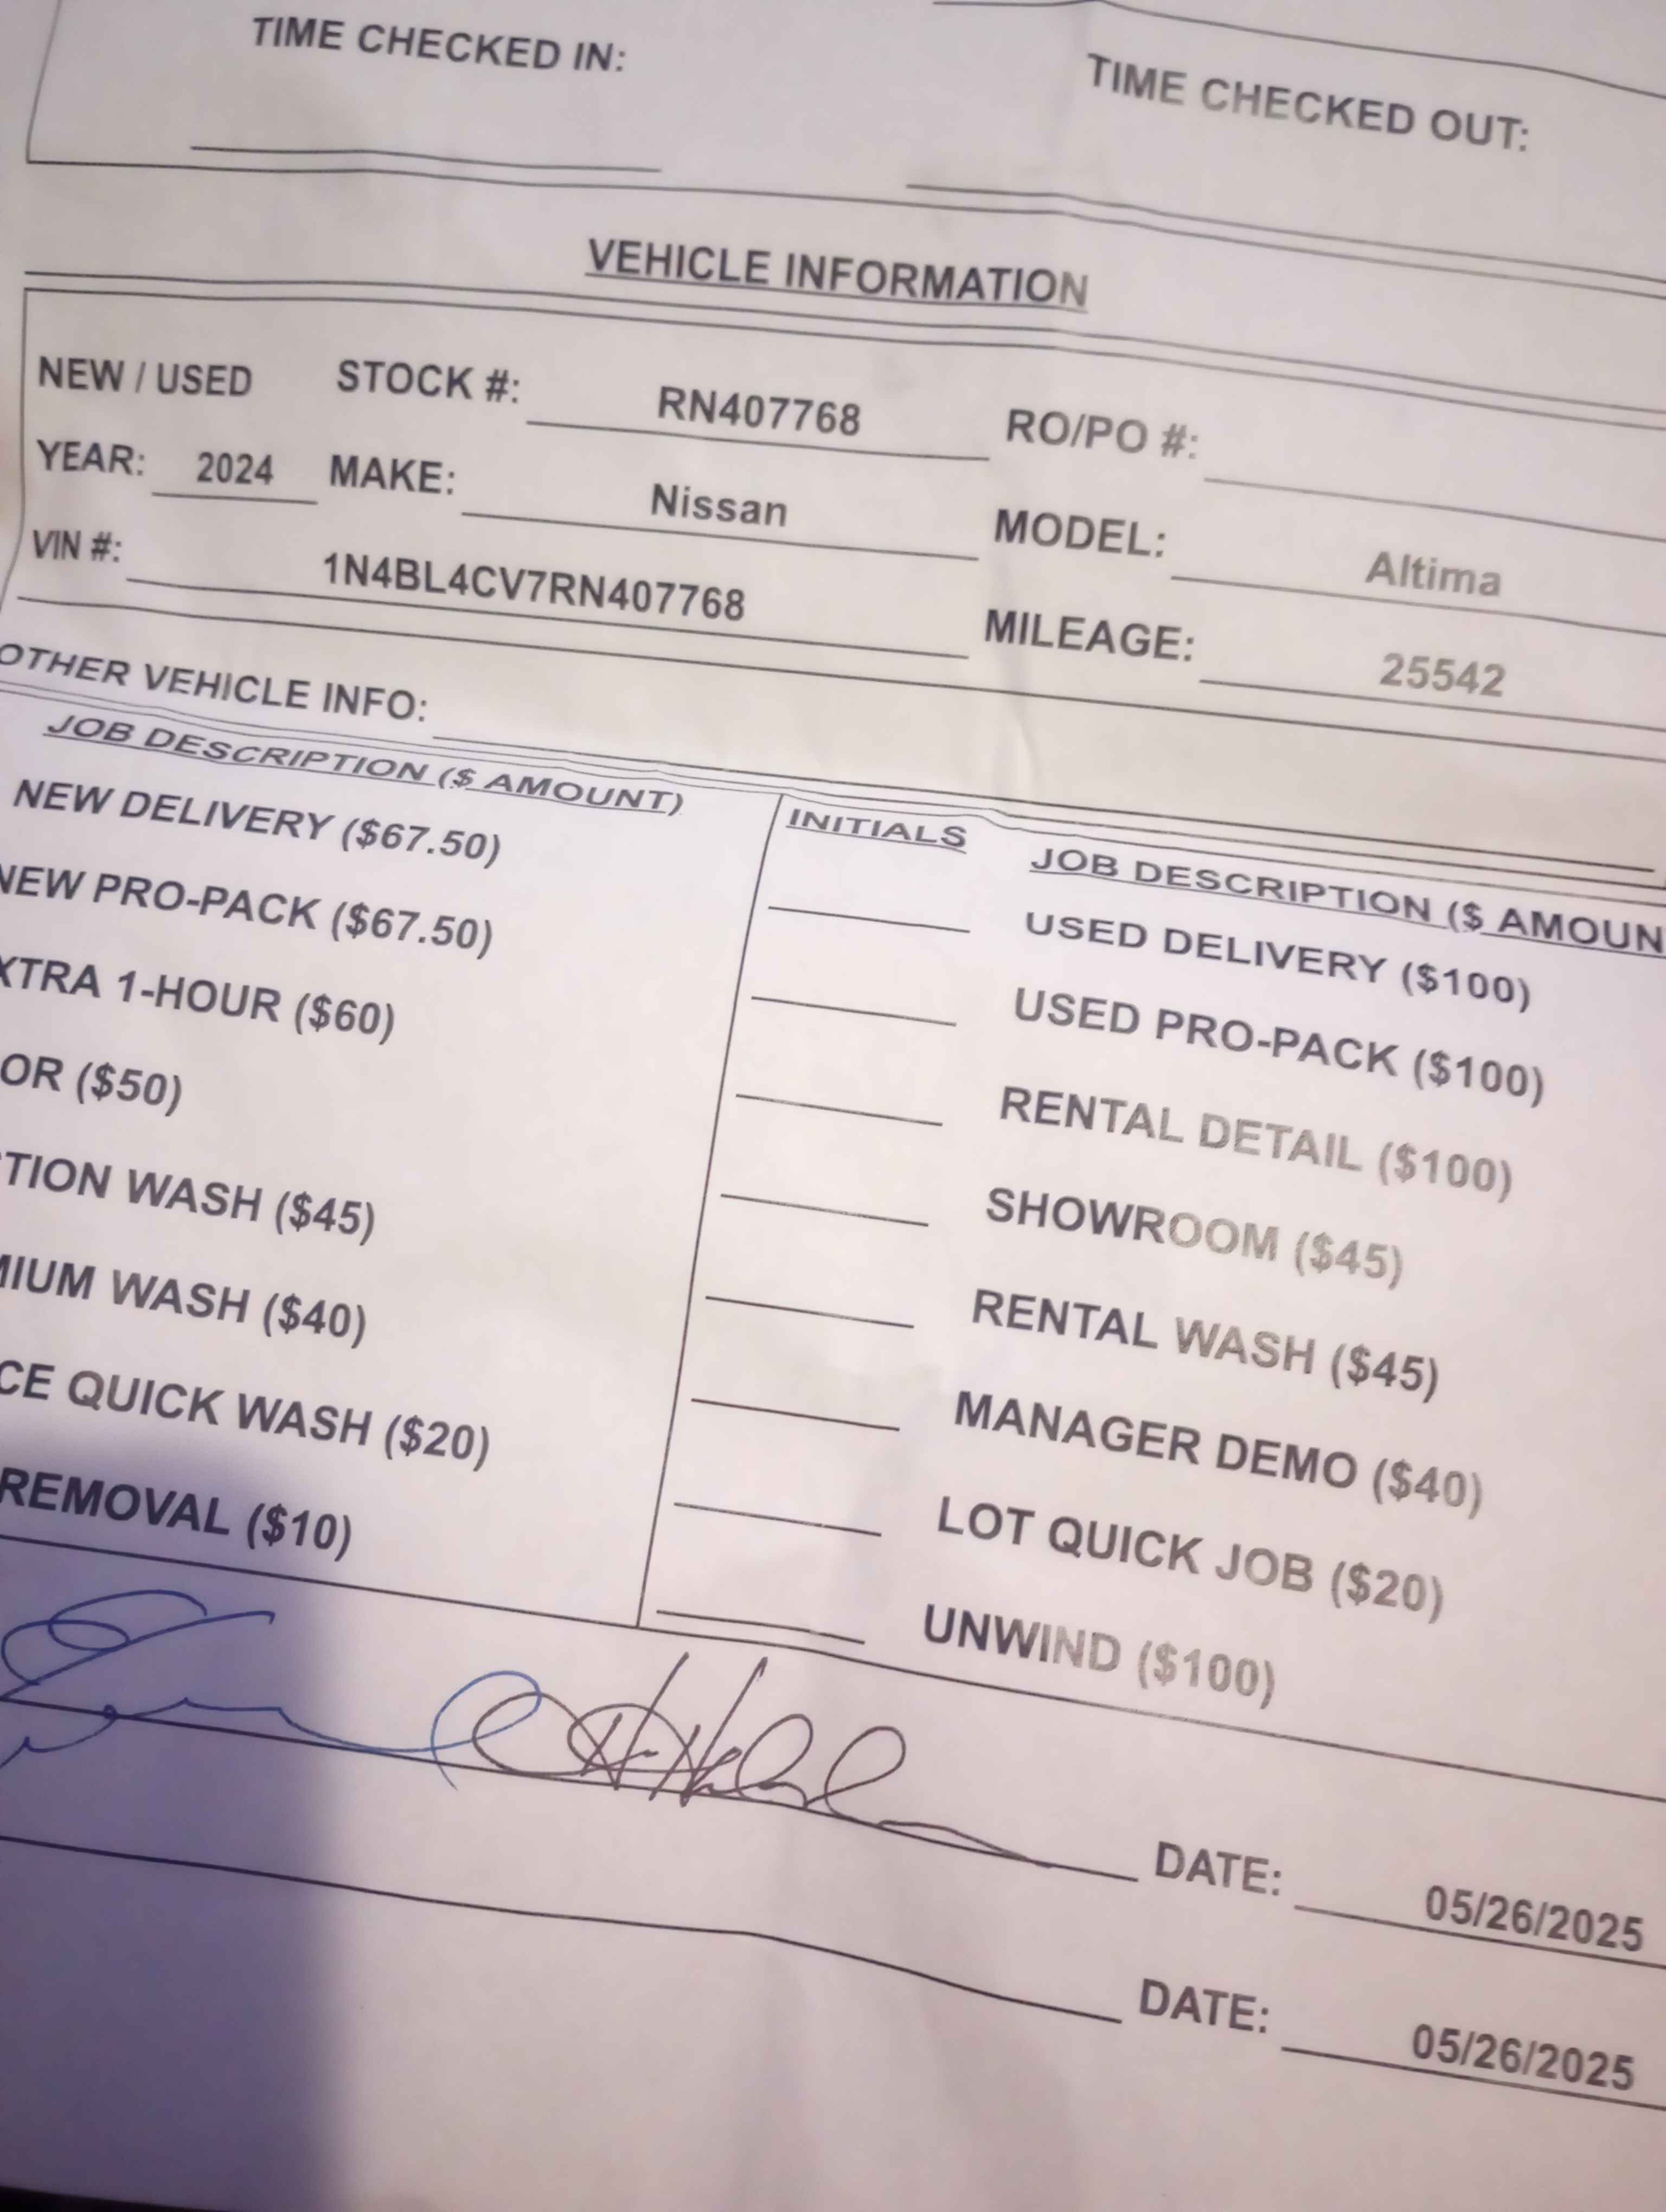 TIME CHECKED IN: TIME CHECKED OUT:
VEHICLE INFORMATION
NEW / USED STOCK #: RN407768 RO/PO #:
YEAR: 2024 MAKE: Nissan MODEL: Altima
VIN #: 1N4BL4CV7RN407768 MILEAGE: 25542
OTHER VEHICLE INFO:
JOB DESCRIPTION ($ AMOUNT) INITIALS JOB DESCRIPTION ($ AMOUN
NEW DELIVERY ($67.50) USED DELIVERY ($100)
NEW PRO-PACK ($67.50) USED PRO-PACK ($100)
XTRA 1-HOUR ($60) RENTAL DETAIL ($100)
OR ($50) SHOWROOM ($45)
TION WASH ($45) RENTAL WASH ($45)
MIUM WASH ($40) MANAGER DEMO ($40)
CE QUICK WASH ($20) LOT QUICK JOB ($20)
REMOVAL ($10) UNWIND ($100)
DATE: 05/26/2025
DATE: 05/26/2025